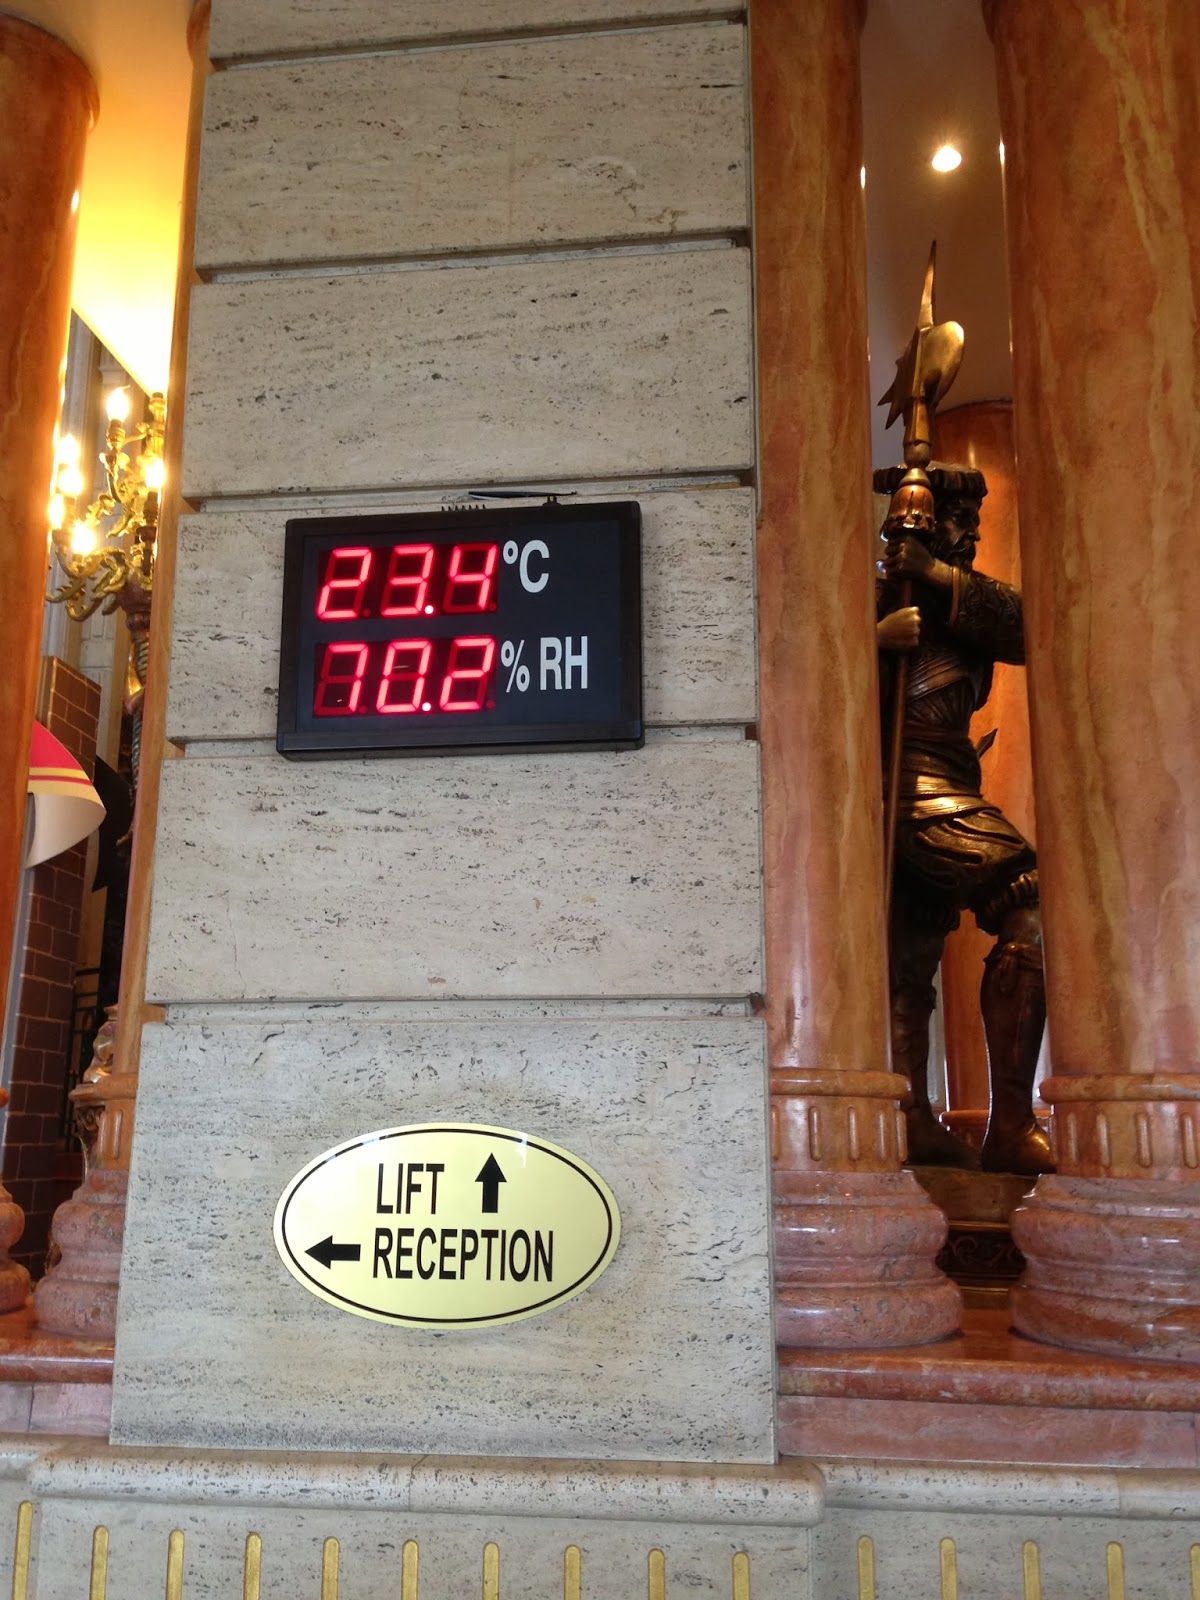 23.4 °C
70.2 % RH
LIFT ↑
← RECEPTION